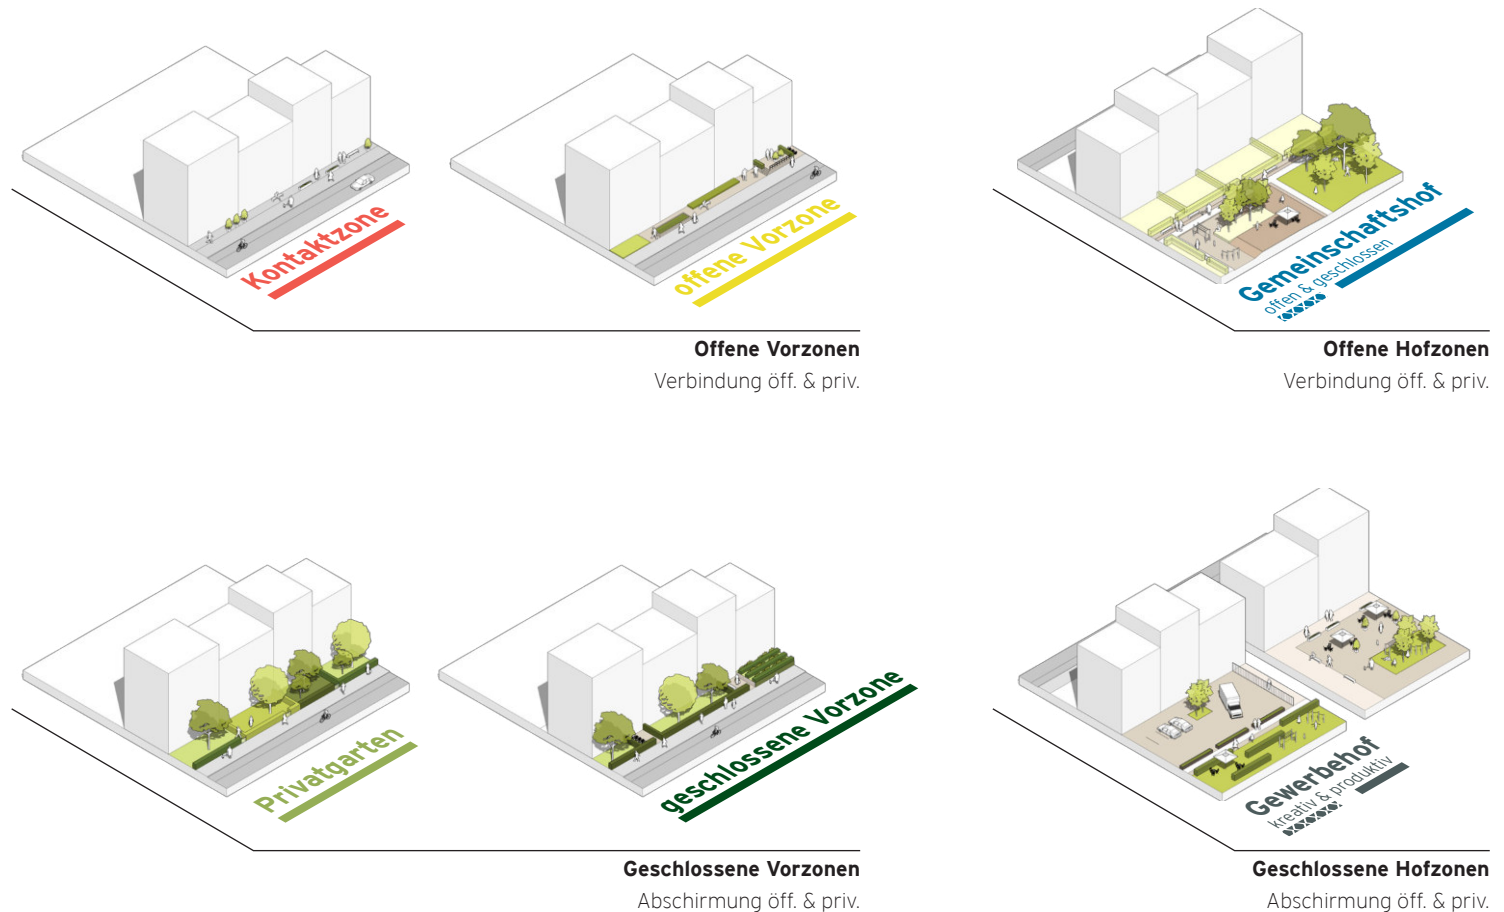 Kontaktzone
offene Vorzone
Offene Vorzonen
Verbindung öff. & priv.
Gemeinschaftshof
offen & geschlossen
Offene Hofzonen
Verbindung öff. & priv.
Privatgarten
geschlossene Vorzone
Geschlossene Vorzonen
Abschirmung öff. & priv.
Gewerbehof
kreativ & produktiv
Geschlossene Hofzonen
Abschirmung öff. & priv.